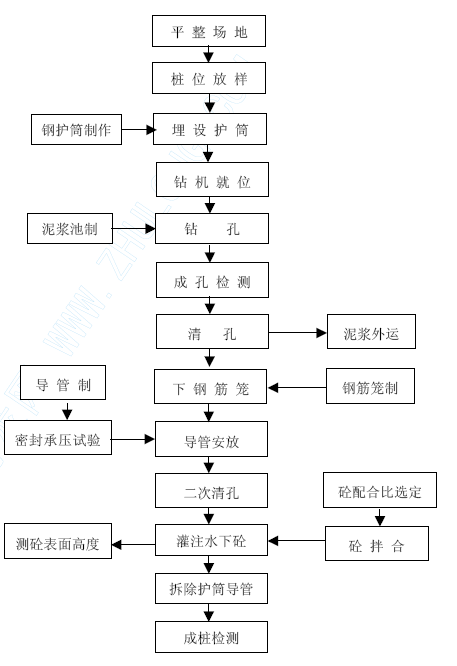 平整场地
桩位放样
钢护筒制作
埋设护筒
钻机就位
泥浆池制
钻孔
成孔检测
清孔
泥浆外运
导管制
下钢筋笼
钢筋笼制
密封承压试验
导管安放
二次清孔
砼配合比选定
测砼表面高度
灌注水下砼
砼拌合
拆除护筒导管
成桩检测